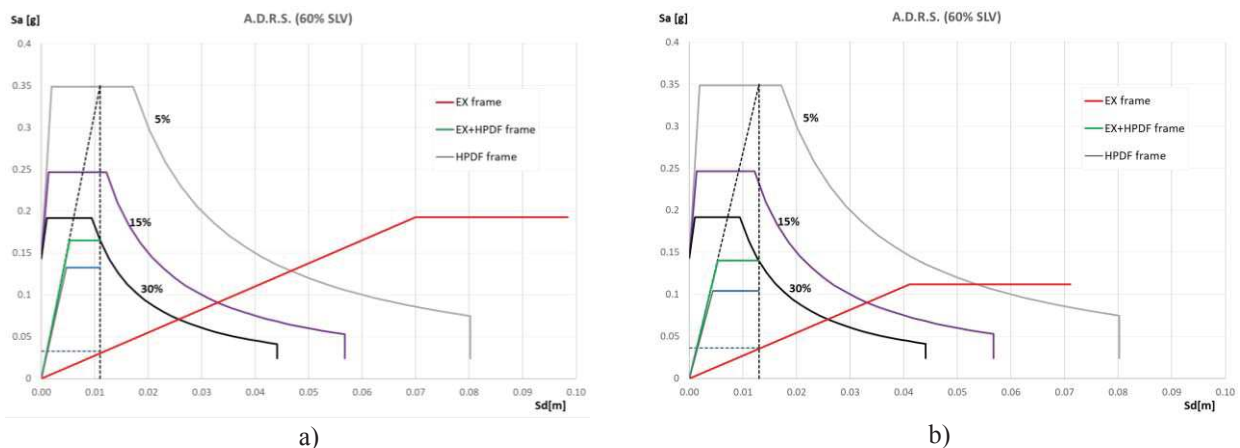 Sa [g]
A.D.R.S. (60% SLV)
0.4
0.35
0.3
0.25
0.2
0.15
0.1
0.05
0
5%
15%
30%
EX frame
EX+HPDF frame
HPDF frame
0.00 0.01 0.02 0.03 0.04 0.05 0.06 0.07 0.08 0.09 0.10
Sd[m]
a)
Sa [g]
A.D.R.S. (60% SLV)
0.4
0.35
0.3
0.25
0.2
0.15
0.1
0.05
0
5%
15%
30%
EX frame
EX+HPDF frame
HPDF frame
0.00 0.01 0.02 0.03 0.04 0.05 0.06 0.07 0.08 0.09 0.10
Sd[m]
b)